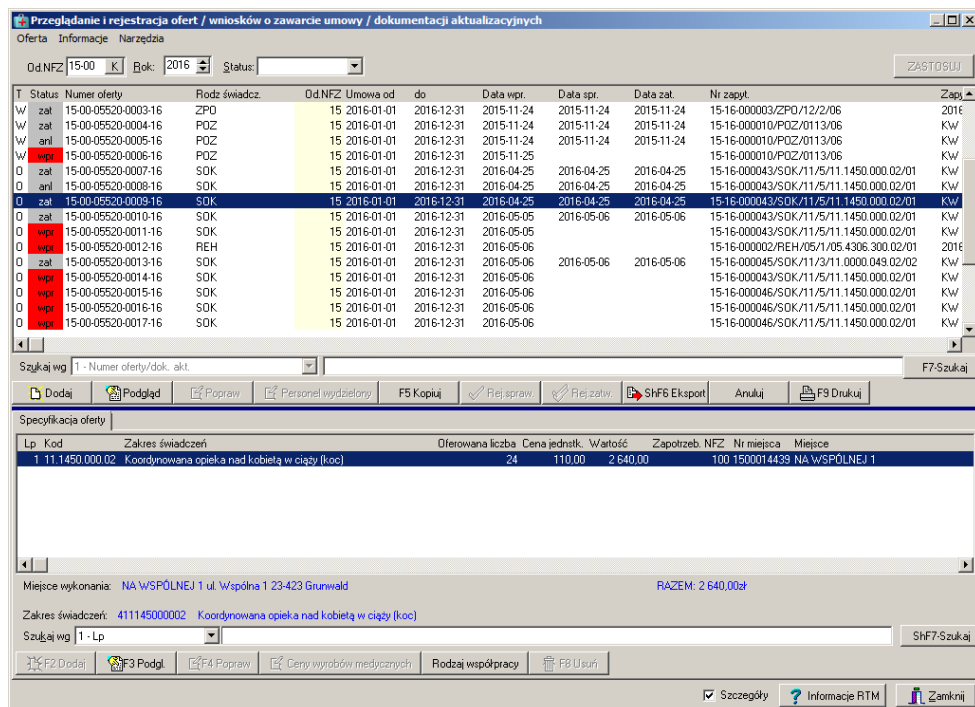 Przeglądanie i rejestracja ofert / wniosków o zawarcie umowy / dokumentacji aktualizacyjnych
Oferta Informacje Narzędzia
Od.NFZ 15-00 K Rok: 2016 Status: ZASTOSUJ
T Status Numer oferty Rodz świadcz. Od.NFZ Umowa od do Data wpr. Data spr. Data zat. Nr zapyt. Zapy
W zat 15-00-05520-0003-16 ZPO 15 2016-01-01 2016-12-31 2015-11-24 2015-11-24 2015-11-24 15-16-000003/ZPO/12/2/06 2016
W zat 15-00-05520-0004-16 POZ 15 2016-01-01 2016-12-31 2015-11-24 2015-11-24 2015-11-24 15-16-000010/POZ/0113/06 KW
W anl 15-00-05520-0005-16 POZ 15 2016-01-01 2016-12-31 2015-11-24 2015-11-24 2015-11-24 15-16-000010/POZ/0113/06 KW
W wpr 15-00-05520-0006-16 POZ 15 2016-01-01 2016-12-31 2015-11-25 15-16-000010/POZ/0113/06 KW
O zat 15-00-05520-0007-16 SOK 15 2016-01-01 2016-12-31 2016-04-25 2016-04-25 2016-04-25 15-16-000043/SOK/11/5/11.1450.000.02/01 KW
O anl 15-00-05520-0008-16 SOK 15 2016-01-01 2016-12-31 2016-04-25 2016-04-25 2016-04-25 15-16-000043/SOK/11/5/11.1450.000.02/01 KW
O zat 15-00-05520-0009-16 SOK 15 2016-01-01 2016-12-31 2016-04-25 2016-04-25 2016-04-25 15-16-000043/SOK/11/5/11.1450.000.02/01 KW
O zat 15-00-05520-0010-16 SOK 15 2016-01-01 2016-12-31 2016-05-05 2016-05-06 2016-05-06 15-16-000043/SOK/11/5/11.1450.000.02/01 KW
O wpr 15-00-05520-0011-16 SOK 15 2016-01-01 2016-12-31 2016-05-05 15-16-000043/SOK/11/5/11.1450.000.02/01 KW
O wpr 15-00-05520-0012-16 REH 15 2016-01-01 2016-12-31 2016-05-06 15-16-000002/REH/05/1/05.4306.300.02/01 2016
O zat 15-00-05520-0013-16 SOK 15 2016-01-01 2016-12-31 2016-05-06 2016-05-06 2016-05-06 15-16-000045/SOK/11/3/11.0000.049.02/02 KW
O wpr 15-00-05520-0014-16 SOK 15 2016-01-01 2016-12-31 2016-05-06 15-16-000043/SOK/11/5/11.1450.000.02/01 KW
O wpr 15-00-05520-0015-16 SOK 15 2016-01-01 2016-12-31 2016-05-06 15-16-000046/SOK/11/5/11.1450.000.02/01 KW
O wpr 15-00-05520-0016-16 SOK 15 2016-01-01 2016-12-31 2016-05-06 15-16-000046/SOK/11/5/11.1450.000.02/01 KW
O wpr 15-00-05520-0017-16 SOK 15 2016-01-01 2016-12-31 2016-05-06 15-16-000046/SOK/11/5/11.1450.000.02/01 KW
Szukaj wg 1 - Numer oferty/dok. akt. F7-Szukaj
Dodaj Podgląd Popraw Personel wydzielony F5 Kopiuj Rej.spraw. Rej.zatw. ShF6 Eksport Anuluj F9 Drukuj
Specyfikacja oferty
Lp Kod Zakres świadczeń Oferowana liczba Cena jednstk. Wartość Zapotrzeb. NFZ Nr miejsca Miejsce
1 11.1450.000.02 Koordynowana opieka nad kobietą w ciąży (koc) 24 110,00 2 640,00 100 1500014439 NA WSPÓLNEJ 1
Miejsce wykonania: NA WSPÓLNEJ 1 ul. Wspólna 1 23-423 Grunwald RAZEM: 2 640,00zł
Zakres świadczeń: 411145000002 Koordynowana opieka nad kobietą w ciąży (koc)
Szukaj wg 1 - Lp ShF7-Szukaj
F2 Dodaj F3 Podgl. F4 Popraw Ceny wyrobów medycznych Rodzaj współpracy F8 Usuń
Szczegóły Informacje RTM Zamknij